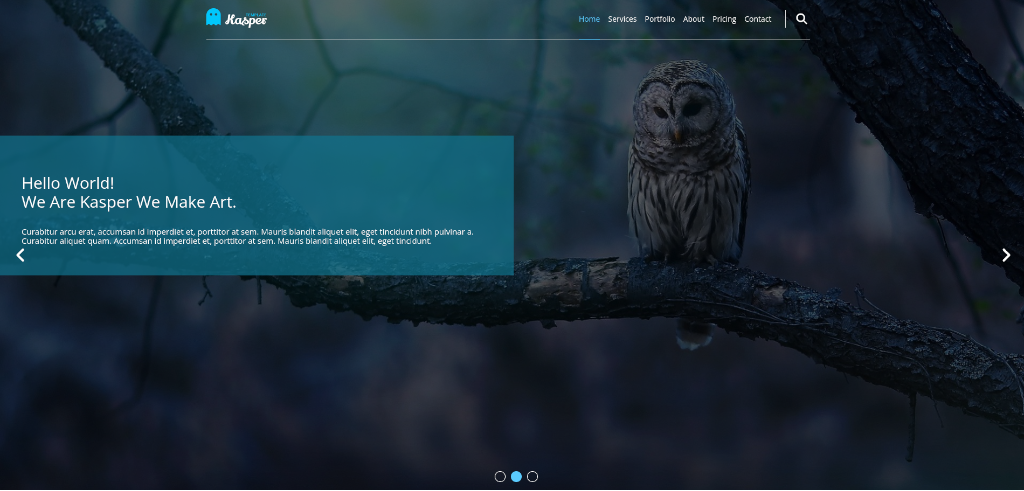 TEMPLATE
Kasper
Home Services Portfolio About Pricing Contact
Hello World!
We Are Kasper We Make Art.
Curabitur arcu erat, accumsan id imperdiet et, porttitor at sem. Mauris blandit aliquet elit, eget tincidunt nibh pulvinar a.
Curabitur aliquet quam. Accumsan id imperdiet et, porttitor at sem. Mauris blandit aliquet elit, eget tincidunt.